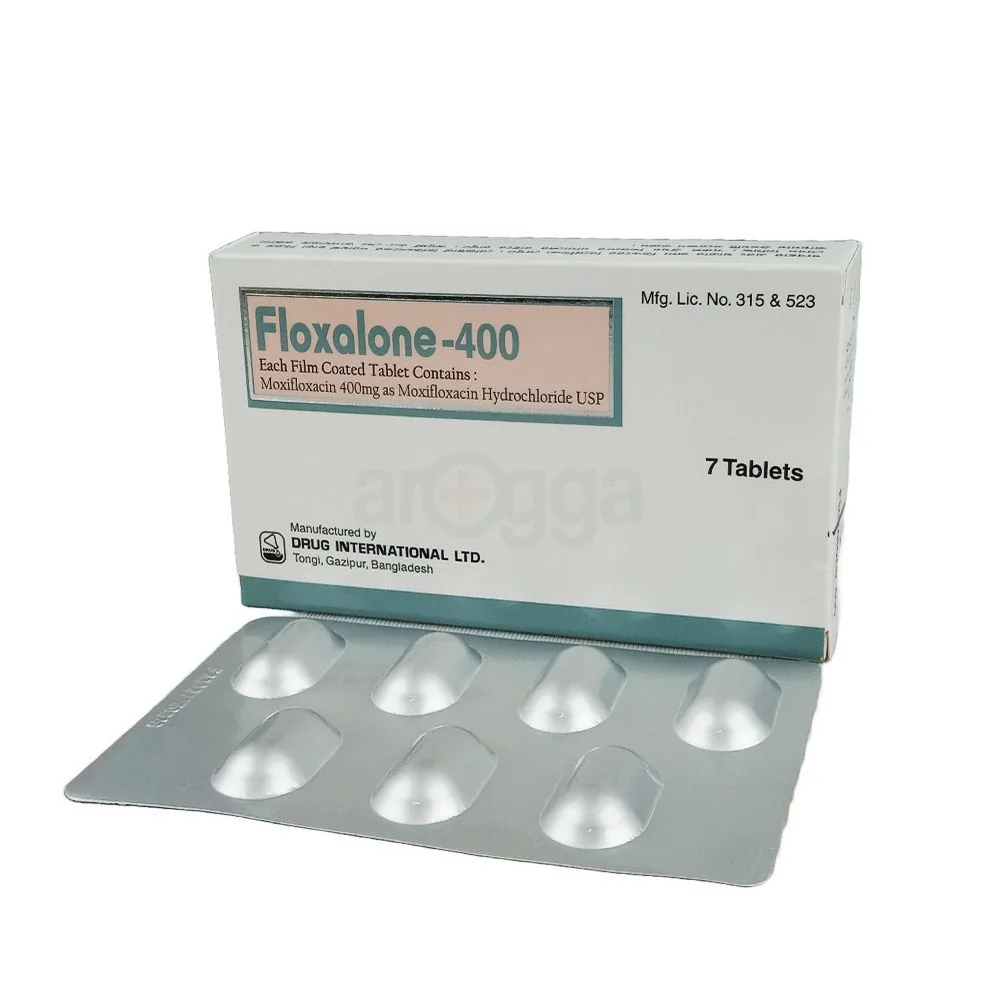 Mfg. Lic. No. 315 & 523
Floxalone-400
Each Film Coated Tablet Contains :
Moxifloxacin 400mg as Moxifloxacin Hydrochloride USP
7 Tablets
arogga
Manufactured by
DRUG INTERNATIONAL LTD.
Tongi, Gazipur, Bangladesh